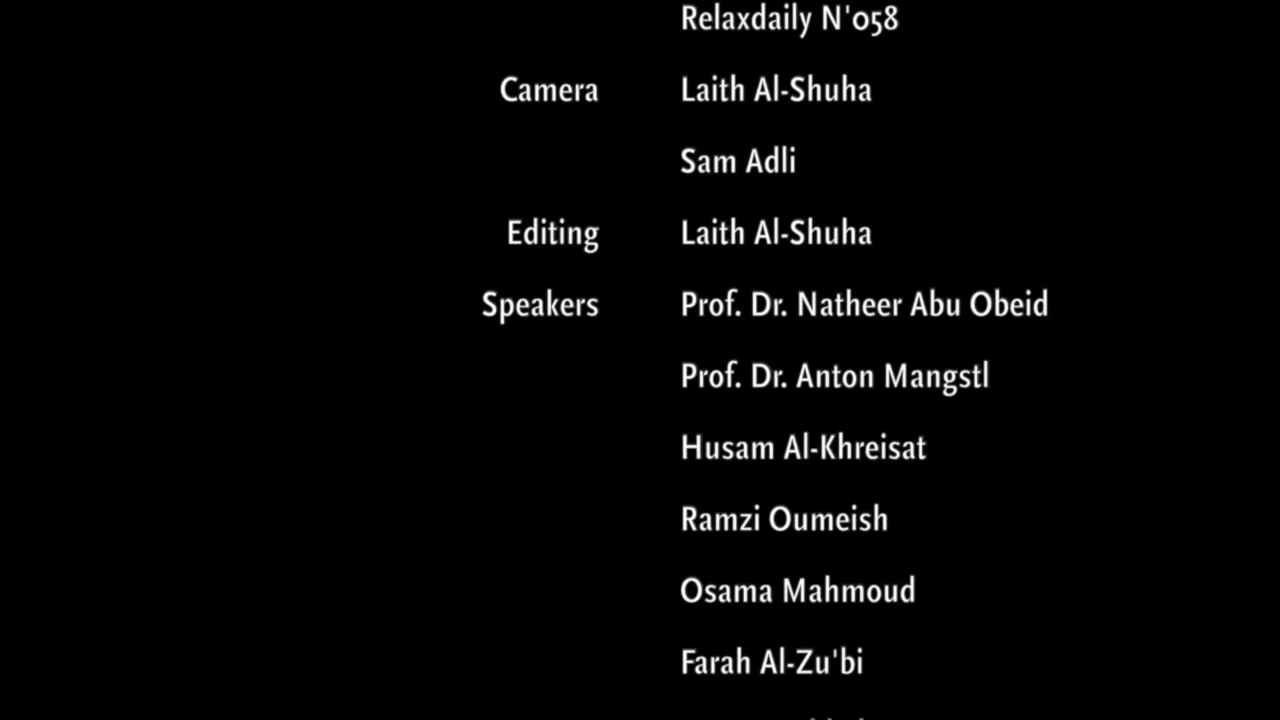 Relaxdaily N'058
Camera Laith Al-Shuha
Sam Adli
Editing Laith Al-Shuha
Speakers Prof. Dr. Natheer Abu Obeid
Prof. Dr. Anton Mangstl
Husam Al-Khreisat
Ramzi Oumeish
Osama Mahmoud
Farah Al-Zu'bi